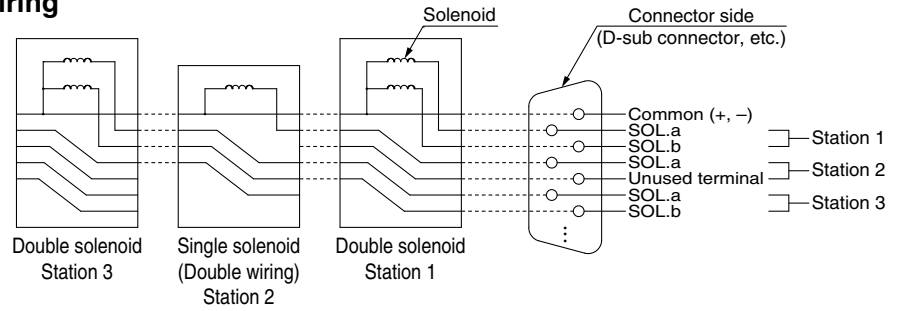 Solenoid
Connector side
(D-sub connector, etc.)
Common (+, –)
SOL.a
SOL.b
SOL.a
Unused terminal
SOL.a
SOL.b
Station 1
Station 2
Station 3
Double solenoid
Station 3
Single solenoid
(Double wiring)
Station 2
Double solenoid
Station 1